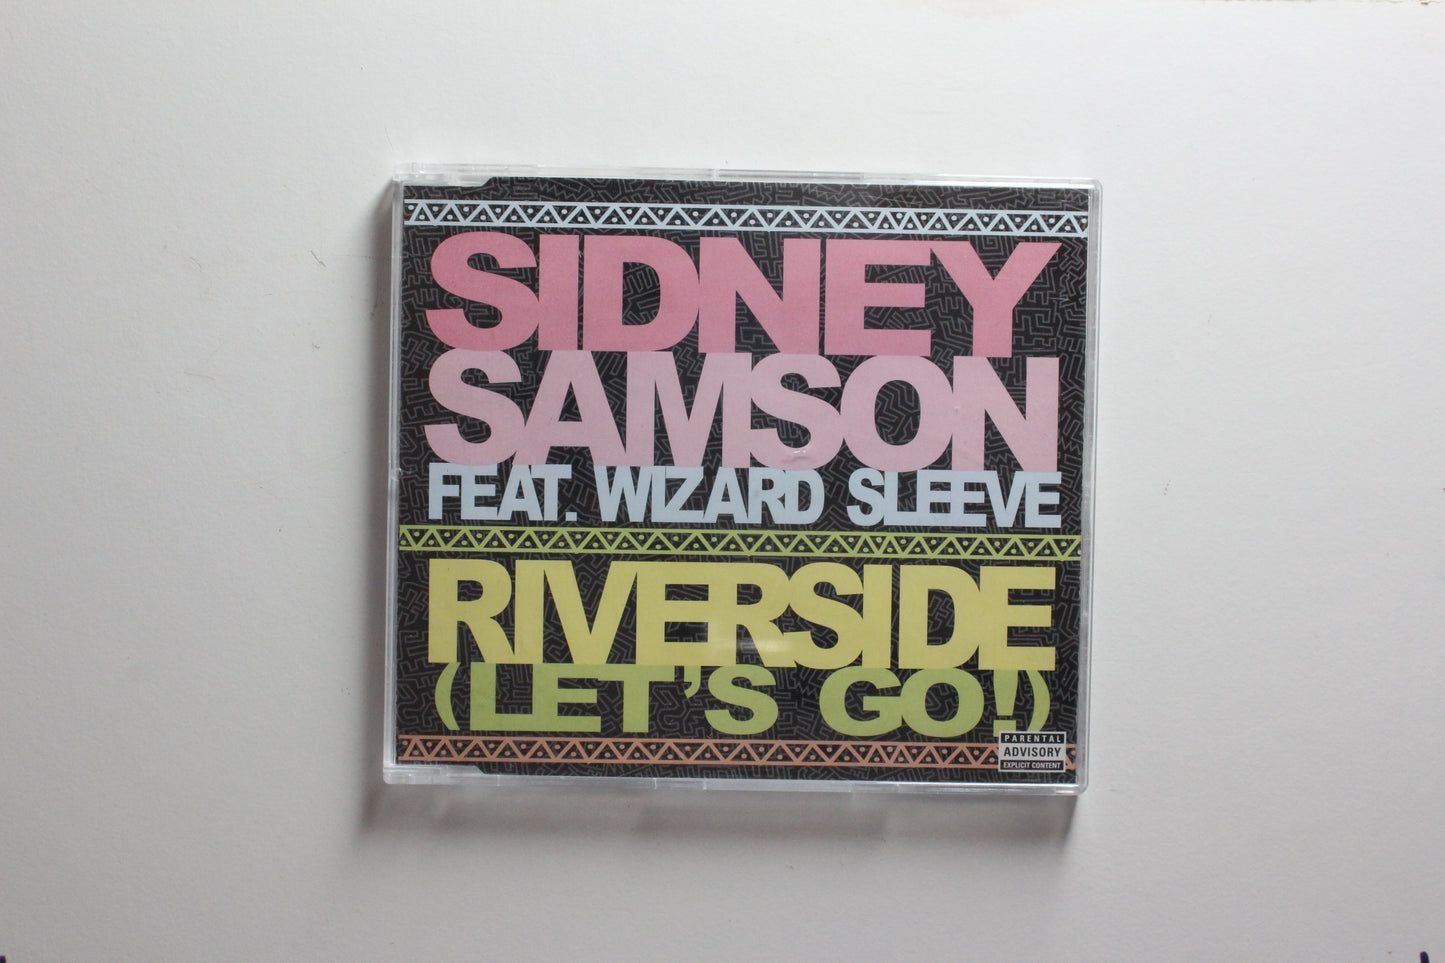 SIDNEY
SAMSON
FEAT. WIZARD SLEEVE
RIVERSIDE
(LET'S GO!)
PARENTAL
ADVISORY
EXPLICIT CONTENT